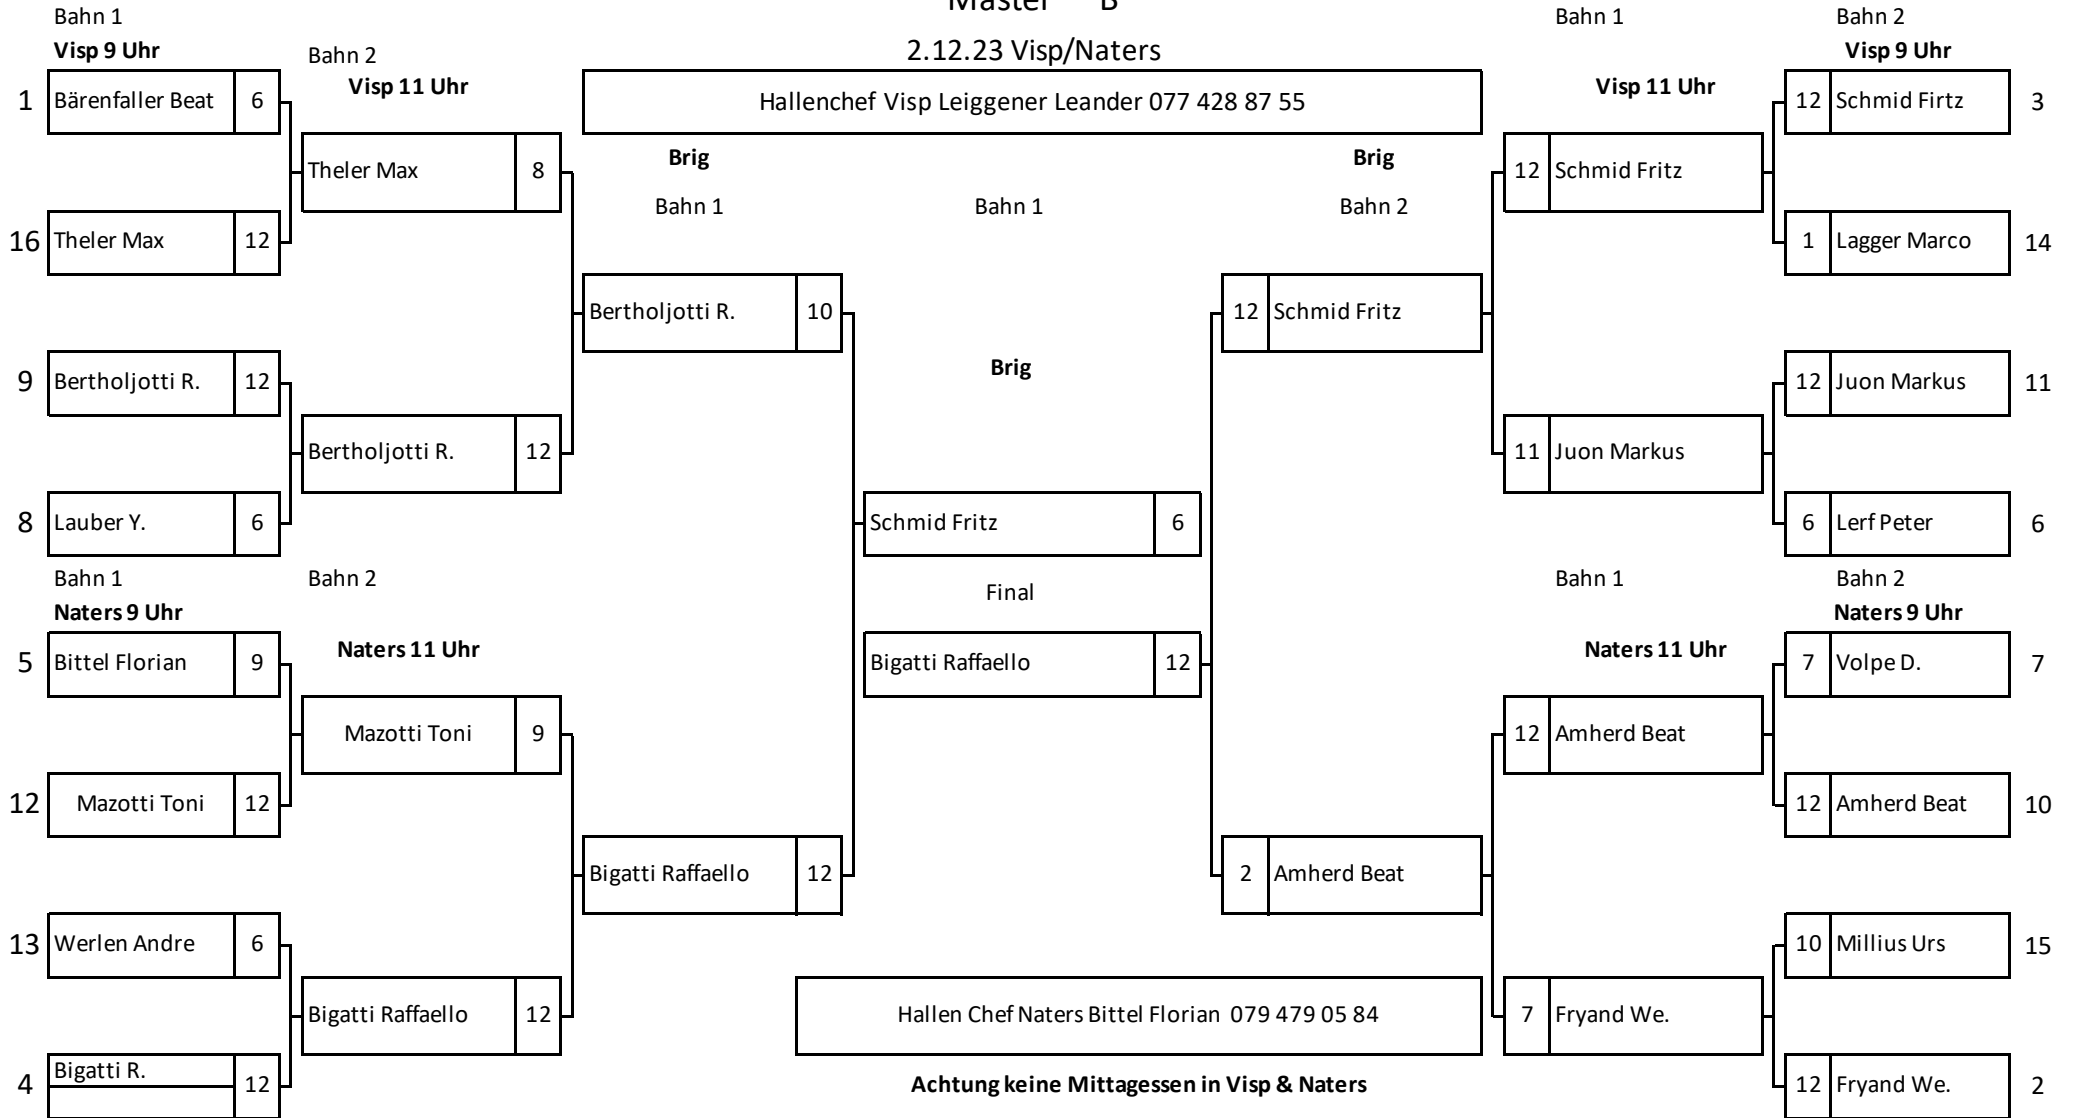 Master B
2.12.23 Visp/Naters
Bahn 1
Visp 9 Uhr
Bahn 2
Visp 11 Uhr
1 Bärenfaller Beat 6
16 Theler Max 12
9 Bertholjotti R. 12
8 Lauber Y. 6
Theler Max 8
Bertholjotti R. 12
Hallenchef Visp Leiggener Leander 077 428 87 55
Brig
Bahn 1
Bertholjotti R. 10
Bahn 1
Brig
Schmid Fritz 6
Final
Bigatti Raffaello 12
Brig
Bahn 2
12 Schmid Fritz
Bahn 1
Visp 11 Uhr
12 Schmid Fritz
11 Juon Markus
Bahn 2
Visp 9 Uhr
12 Schmid Firtz 3
1 Lagger Marco 14
12 Juon Markus 11
6 Lerf Peter 6
Bahn 1
Naters 9 Uhr
Bahn 2
Naters 11 Uhr
5 Bittel Florian 9
12 Mazotti Toni 12
13 Werlen Andre 6
4 Bigatti R. 12
Mazotti Toni 9
Bigatti Raffaello 12
Bigatti Raffaello 12
2 Amherd Beat
Bahn 1
Naters 11 Uhr
12 Amherd Beat
7 Fryand We.
Bahn 2
Naters 9 Uhr
7 Volpe D. 7
12 Amherd Beat 10
10 Millius Urs 15
12 Fryand We. 2
Hallen Chef Naters Bittel Florian 079 479 05 84
Achtung keine Mittagessen in Visp & Naters